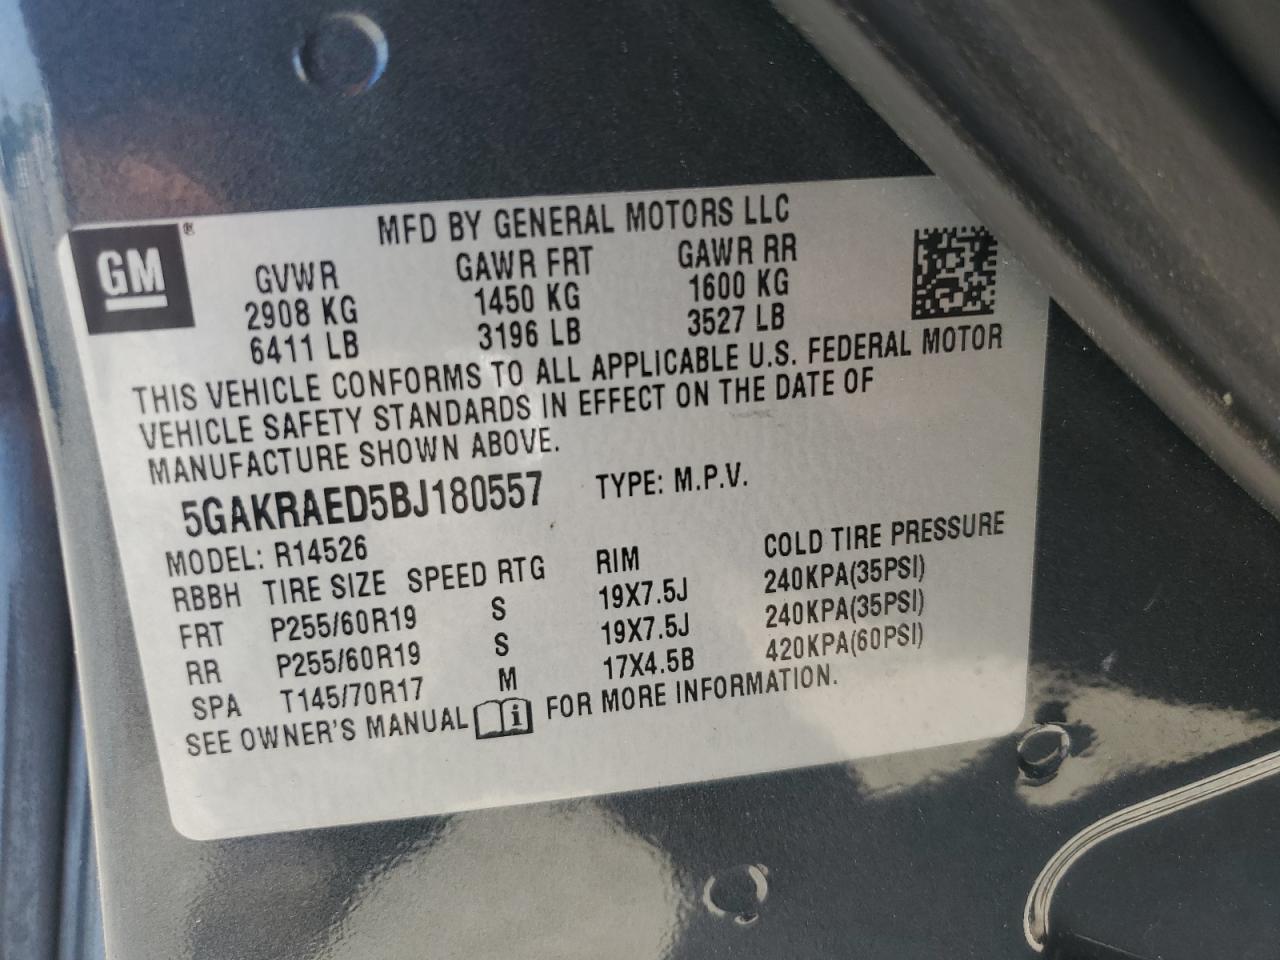 GM ®
MFD BY GENERAL MOTORS LLC
GVWR GAWR FRT GAWR RR
2908 KG 1450 KG 1600 KG
6411 LB 3196 LB 3527 LB
THIS VEHICLE CONFORMS TO ALL APPLICABLE U.S. FEDERAL MOTOR
VEHICLE SAFETY STANDARDS IN EFFECT ON THE DATE OF
MANUFACTURE SHOWN ABOVE.
5GAKRAED5BJ180557 TYPE: M.P.V.
MODEL: R14526
RBBH TIRE SIZE SPEED RTG RIM COLD TIRE PRESSURE
FRT P255/60R19 S 19X7.5J 240KPA(35PSI)
RR P255/60R19 S 19X7.5J 240KPA(35PSI)
SPA T145/70R17 M 17X4.5B 420KPA(60PSI)
SEE OWNER'S MANUAL i FOR MORE INFORMATION.